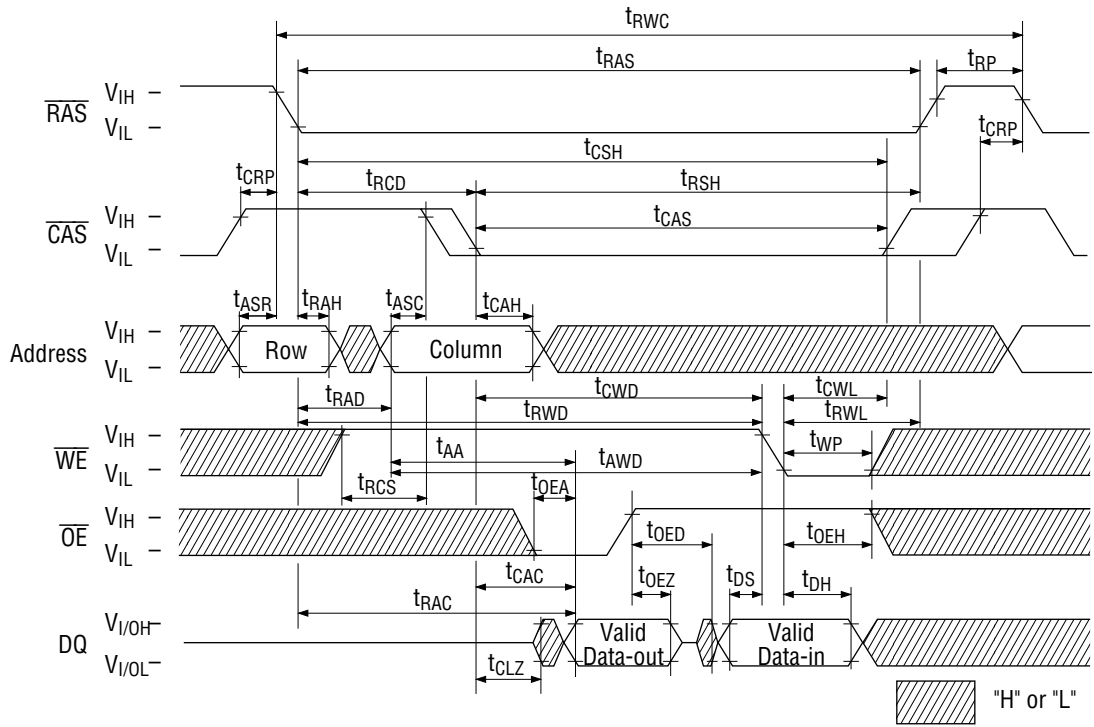 tRWC
tRAS
tRP
RAS
VIH
VIL
tCRP
tCSH
tCRP
tRCD
tRSH
CAS
VIH
VIL
tCAS
tASR
tRAH
tASC
tCAH
Address
VIH
VIL
Row
Column
tRAD
tCWD
tCWL
tRWD
tRWL
WE
VIH
VIL
tAA
tAWD
tWP
tRCS
tOEA
OE
VIH
VIL
tOED
tOEH
tCAC
tOEZ
tDS
tDH
tRAC
DQ
VI/OH
VI/OL
Valid
Data-out
Valid
Data-in
tCLZ
"H" or "L"